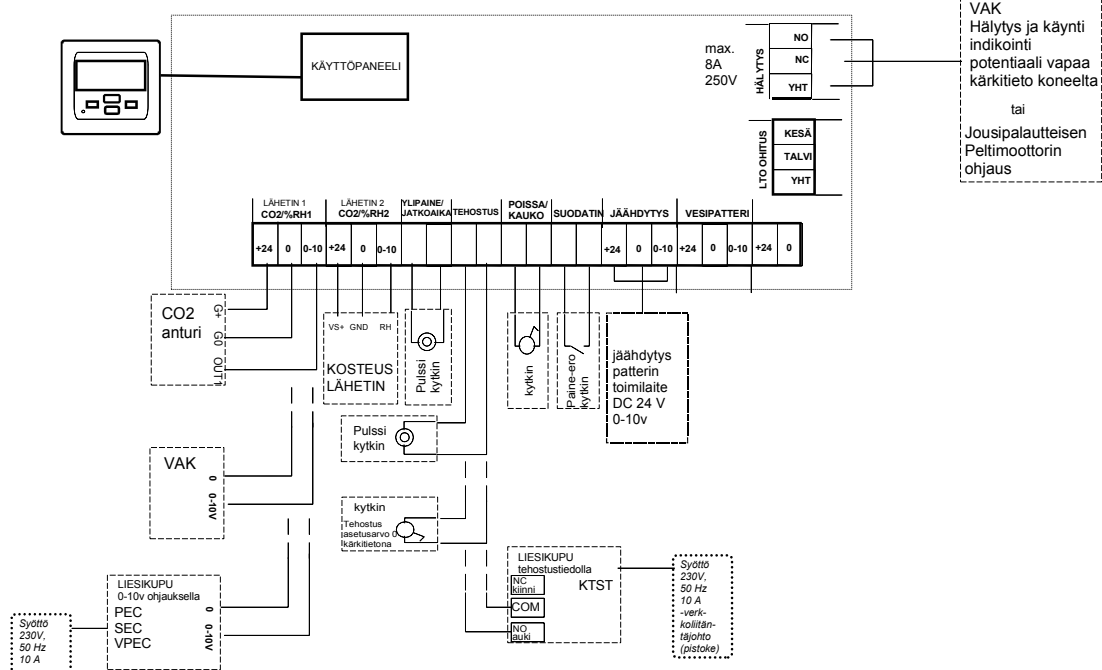 VAK
Hälytys ja käynti
indikointi
potentiaali vapaa
kärkitieto koneelta
tai
Jousipalautteisen
Peltimoottorin
ohjaus
KÄYTTÖPANEELI
max.
8A
250V
HÄLYTYS
NO
NC
YHT
LTO OHITUS
KESÄ
TALVI
YHT
LÄHETIN 1
CO2/%RH1
LÄHETIN 2
CO2/%RH2
YLIPAINE/
JATKOAIKA
TEHOSTUS
POISSA/
KAUKO
SUODATIN
JÄÄHDYTYS
VESIPATTERI
+24 0 0-10 +24 0 0-10 +24 0 0-10 +24 0 0-10 +24 0
CO2
anturi
G+
G0
OUT1
VS+ GND RH
KOSTEUS
LÄHETIN
Pulssi
kytkin
kytkin
Paine-ero
kytkin
jäähdytys
patterin
toimilaite
DC 24 V
0-10v
Pulssi
kytkin
VAK
0
0-10V
kytkin
Tehostus
asetusarvo 0
kärkitietona
LIESIKUPU
tehostustiedolla
KTST
NC
kiinni
COM
NO
auki
Syöttö
230V,
50 Hz
10 A
-verk-
koliitän-
täjohto
(pistoke)
LIESIKUPU
0-10v ohjauksella
PEC
SEC
VPEC
0
0-10V
Syöttö
230V,
50 Hz
10 A